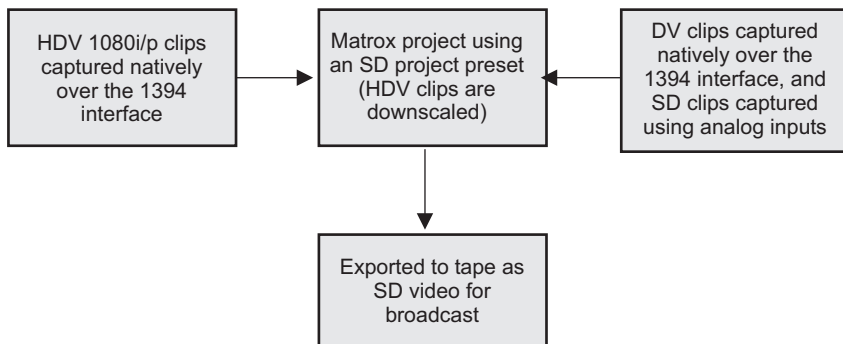 HDV 1080i/p clips
captured natively
over the 1394
interface
Matrox project using
an SD project preset
(HDV clips are
downscaled)
DV clips captured
natively over the
1394 interface, and
SD clips captured
using analog inputs
Exported to tape as
SD video for
broadcast